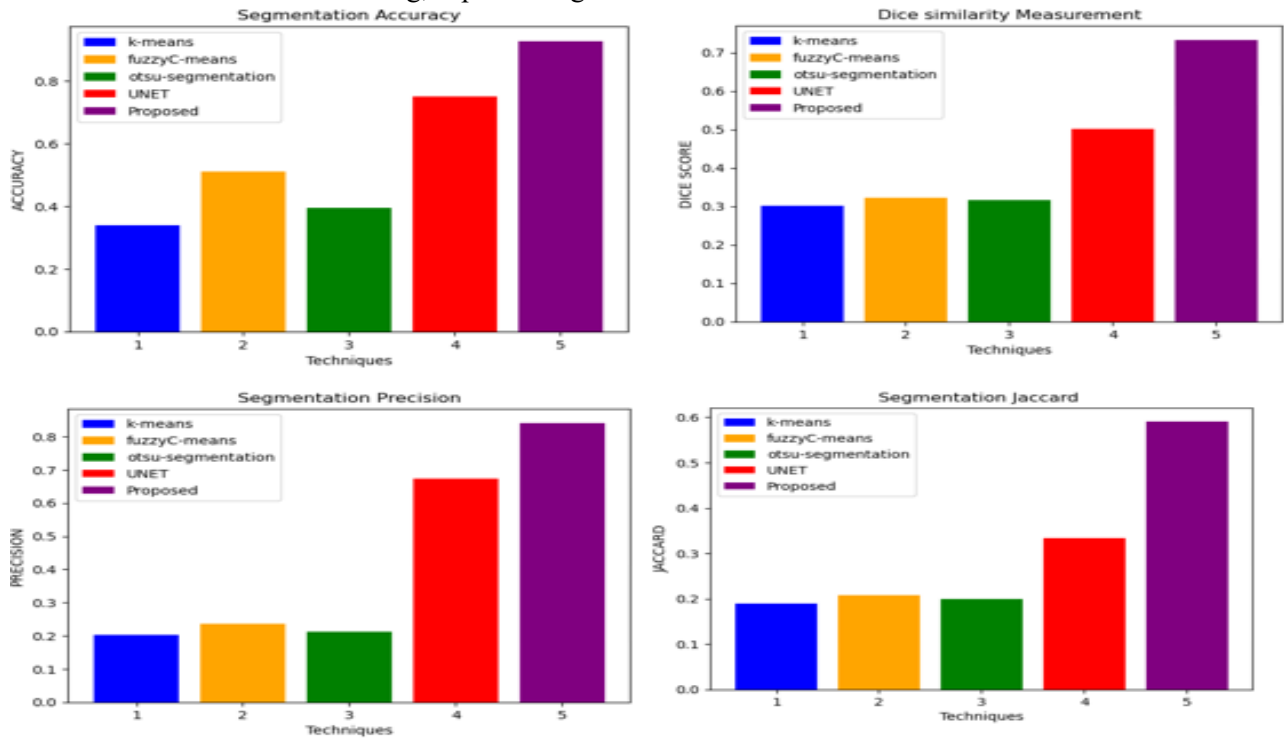 Segmentation Accuracy
k-means
fuzzyC-means
otsu-segmentation
UNET
Proposed
ACCURACY
0.8
0.6
0.4
0.2
0.0
1 2 3 4 5
Techniques
Dice similarity Measurement
k-means
fuzzyC-means
otsu-segmentation
UNET
Proposed
DICE SCORE
0.7
0.6
0.5
0.4
0.3
0.2
0.1
0.0
1 2 3 4 5
Techniques
Segmentation Precision
k-means
fuzzyC-means
otsu-segmentation
UNET
Proposed
PRECISION
0.8
0.7
0.6
0.5
0.4
0.3
0.2
0.1
0.0
1 2 3 4 5
Techniques
Segmentation Jaccard
k-means
fuzzyC-means
otsu-segmentation
UNET
Proposed
JACCARD
0.6
0.5
0.4
0.3
0.2
0.1
0.0
1 2 3 4 5
Techniques